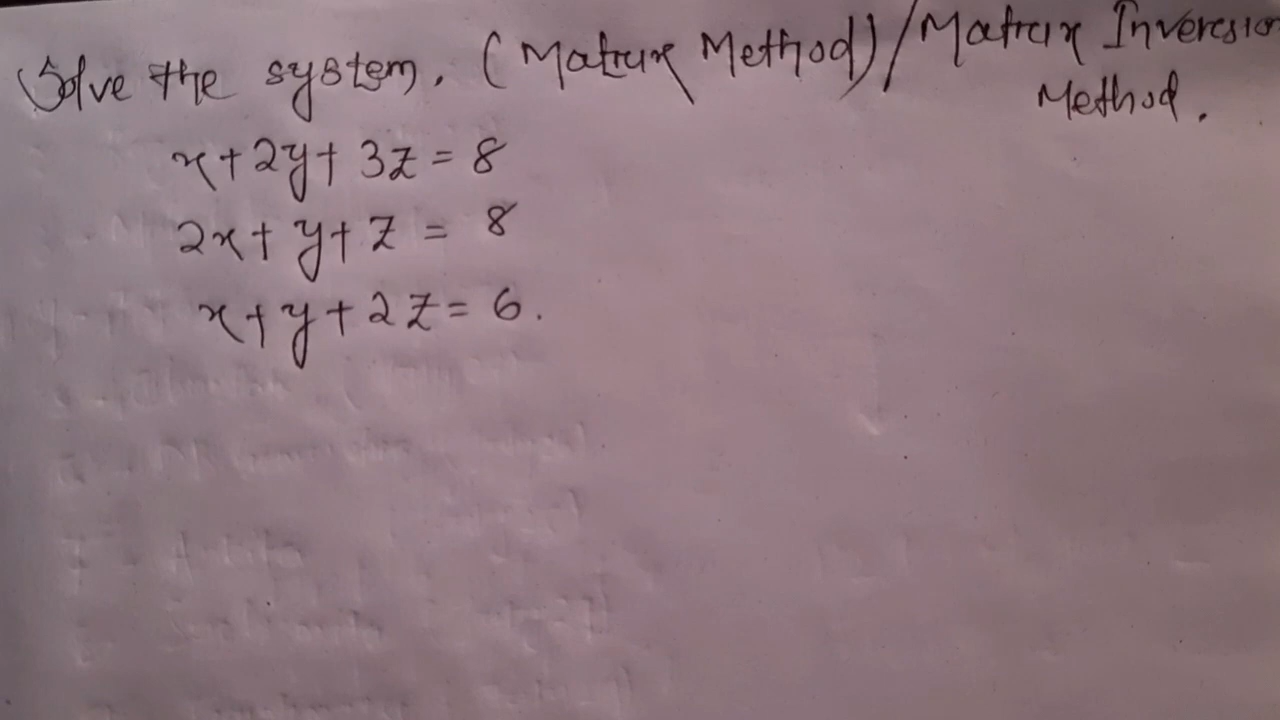 Solve the system. (Matrix Method)/Matrix Inversion
Method.
x+2y+3z=8
2x+y+z=8
x+y+2z=6.